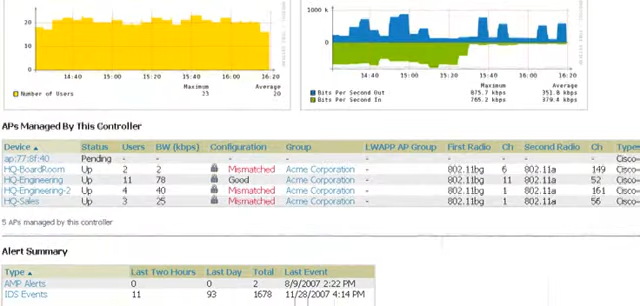 20
10
0
14:40 15:00 15:20 15:40 16:00 16:20
Maximum Average
Number of Users 23 20
1000 k
0
14:40 15:00 15:20 15:40 16:00 16:20
Maximum Average
Bits Per Second Out 875.7 kbps 351.8 kbps
Bits Per Second In 765.2 kbps 379.4 kbps
APs Managed By This Controller
Device Status Users BW (kbps) Configuration Group LWAPP AP Group First Radio Ch Second Radio Ch Types
ap:77:8f:40 Pending - - - - - - - - - Cisco
HQ-BoardRoom Up 2 2 Mismatched Acme Corporation - 802.11bg 6 802.11a 149 Cisco
HQ-Engineering Up 11 78 Good Acme Corporation - 802.11bg 11 802.11a 52 Cisco
HQ-Engineering-2 Up 4 40 Mismatched Acme Corporation - 802.11bg 1 802.11a 161 Cisco
HQ-Sales Up 3 25 Mismatched Acme Corporation - 802.11bg 1 802.11a 56 Cisco
5 APs managed by this controller
Alert Summary
Type Last Two Hours Last Day Total Last Event
AMP Alerts 0 0 2 8/9/2007 2:22 PM
IDS Events 11 93 1678 11/28/2007 4:14 PM